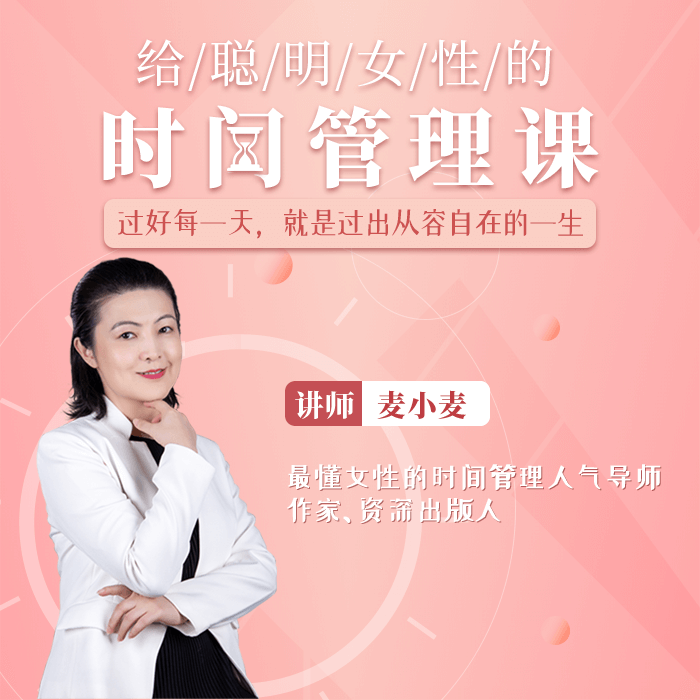 给/聪/明/女/性/的
时间管理课
过好每一天，就是过出从容自在的一生
讲师 麦小麦
最懂女性的时间管理人气导师
作家、资深出版人